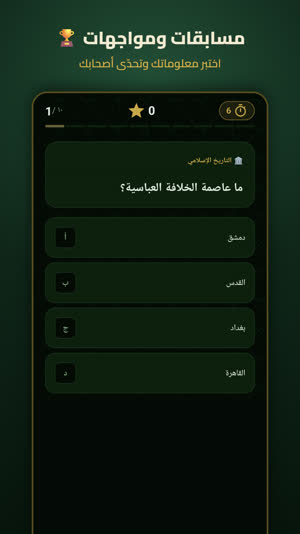 مسابقات ومواجهات 🏆
اختبر معلوماتك وتحدّى أصحابك
1/١٠
0
6
التاريخ الإسلامي
ما عاصمة الخلافة العباسية؟
أ دمشق
ب القدس
ج بغداد
د القاهرة